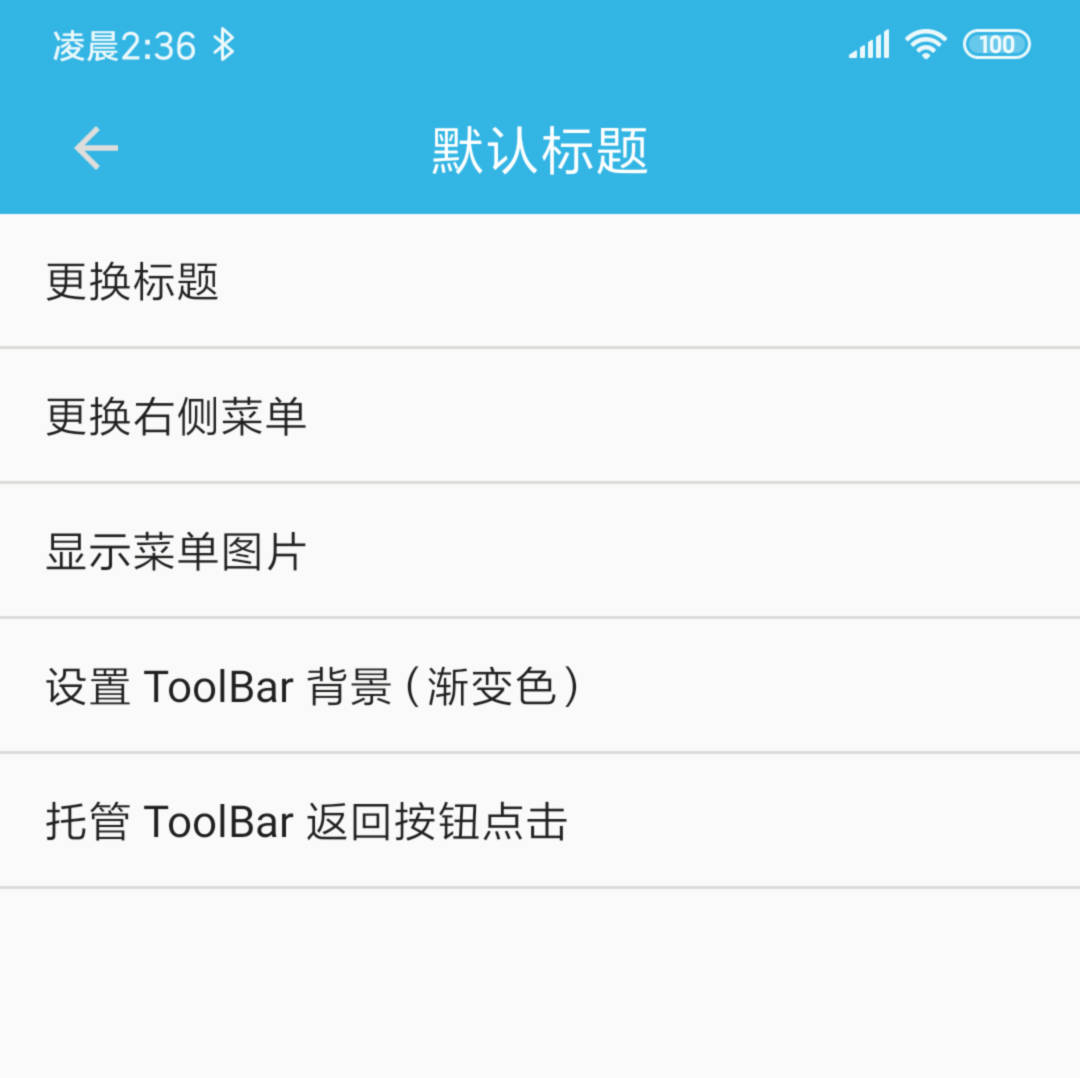 凌晨2:36 100
默认标题
更换标题
更换右侧菜单
显示菜单图片
设置 ToolBar 背景（渐变色）
托管 ToolBar 返回按钮点击